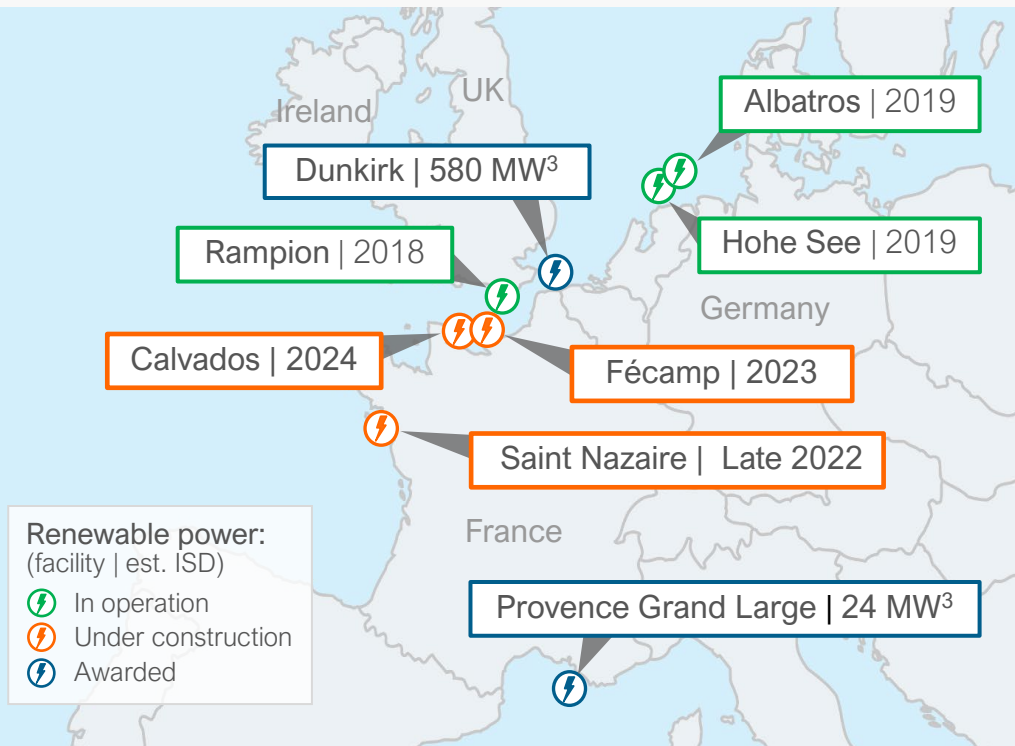 UK
Ireland
Albatros | 2019
Dunkirk | 580 MW³
Rampion | 2018
Hohe See | 2019
Germany
Calvados | 2024
Fécamp | 2023
Saint Nazaire | Late 2022
France
Renewable power:
(facility | est. ISD)
In operation
Under construction
Awarded
Provence Grand Large | 24 MW³